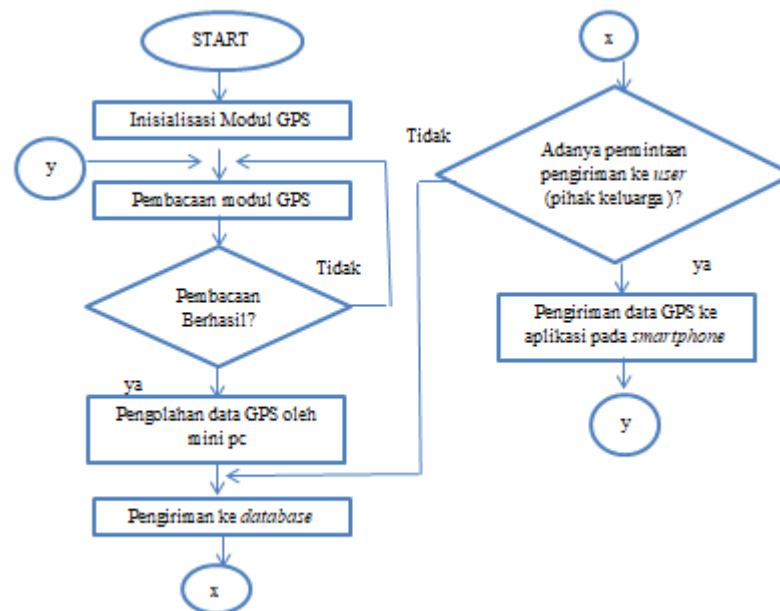 START
Inisialisasi Modul GPS
y
Pembacaan modul GPS
Tidak
Pembacaan
Berhasil?
ya
Pengolahan data GPS oleh
mini pc
Pengiriman ke database
x
x
Tidak
Adanya permintaan
pengiriman ke user
(pihak keluarga )?
ya
Pengiriman data GPS ke
aplikasi pada smartphone
y